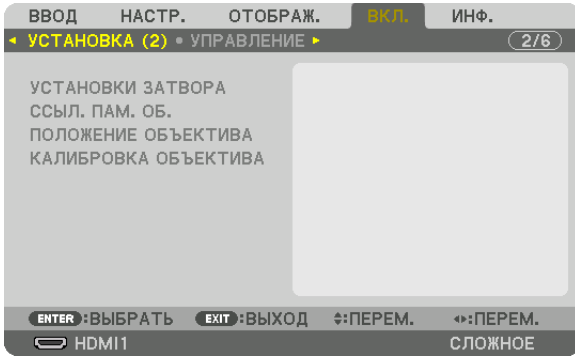 ВВОД НАСТР. ОТОБРАЖ. ВКЛ. ИНФ.
УСТАНОВКА (2) • УПРАВЛЕНИЕ 2/6
УСТАНОВКИ ЗАТВОРА
ССЫЛ. ПАМ. ОБ.
ПОЛОЖЕНИЕ ОБЪЕКТИВА
КАЛИБРОВКА ОБЪЕКТИВА
ENTER :ВЫБРАТЬ EXIT :ВЫХОД :ПЕРЕМ. :ПЕРЕМ.
HDMI1 СЛОЖНОЕ